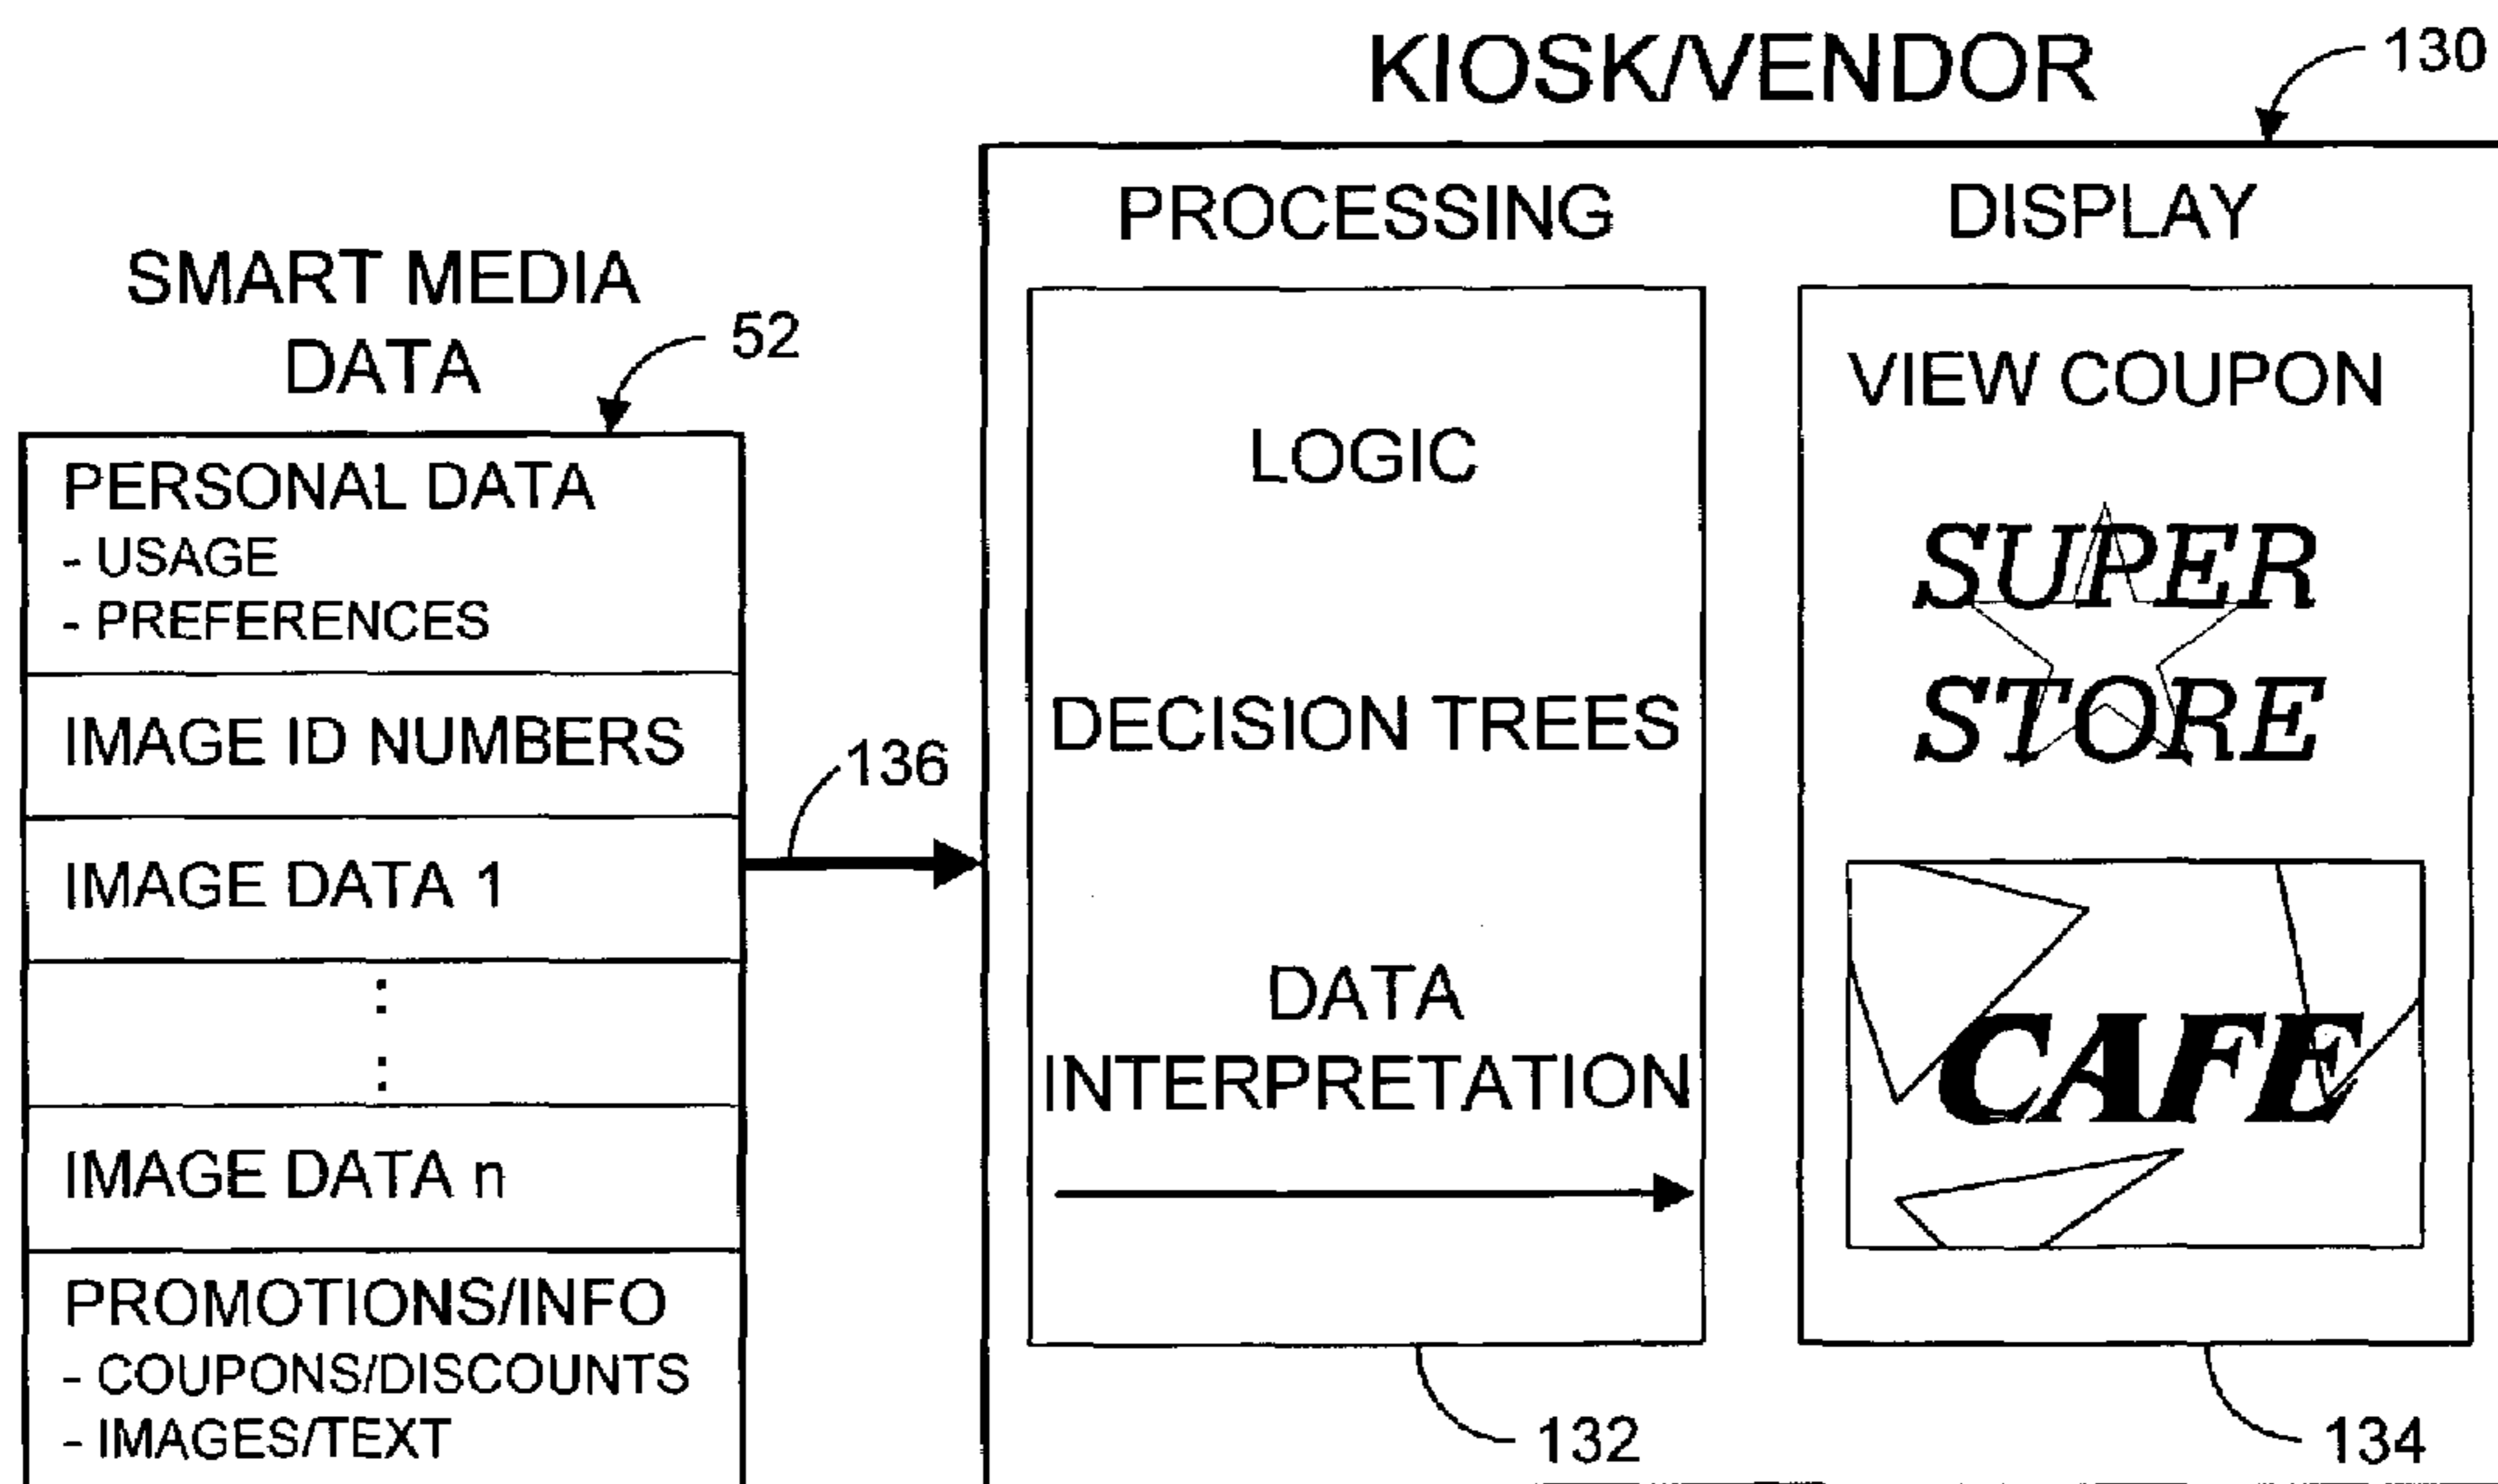 KIOSK/VENDOR
130
PROCESSING
DISPLAY
SMART MEDIA
DATA
52
PERSONAL DATA
- USAGE
- PREFERENCES
IMAGE ID NUMBERS
IMAGE DATA 1
:
:
IMAGE DATA n
PROMOTIONS/INFO
- COUPONS/DISCOUNTS
- IMAGES/TEXT
136
LOGIC
DECISION TREES
DATA
INTERPRETATION
132
VIEW COUPON
SUPER
STORE
CAFE
134